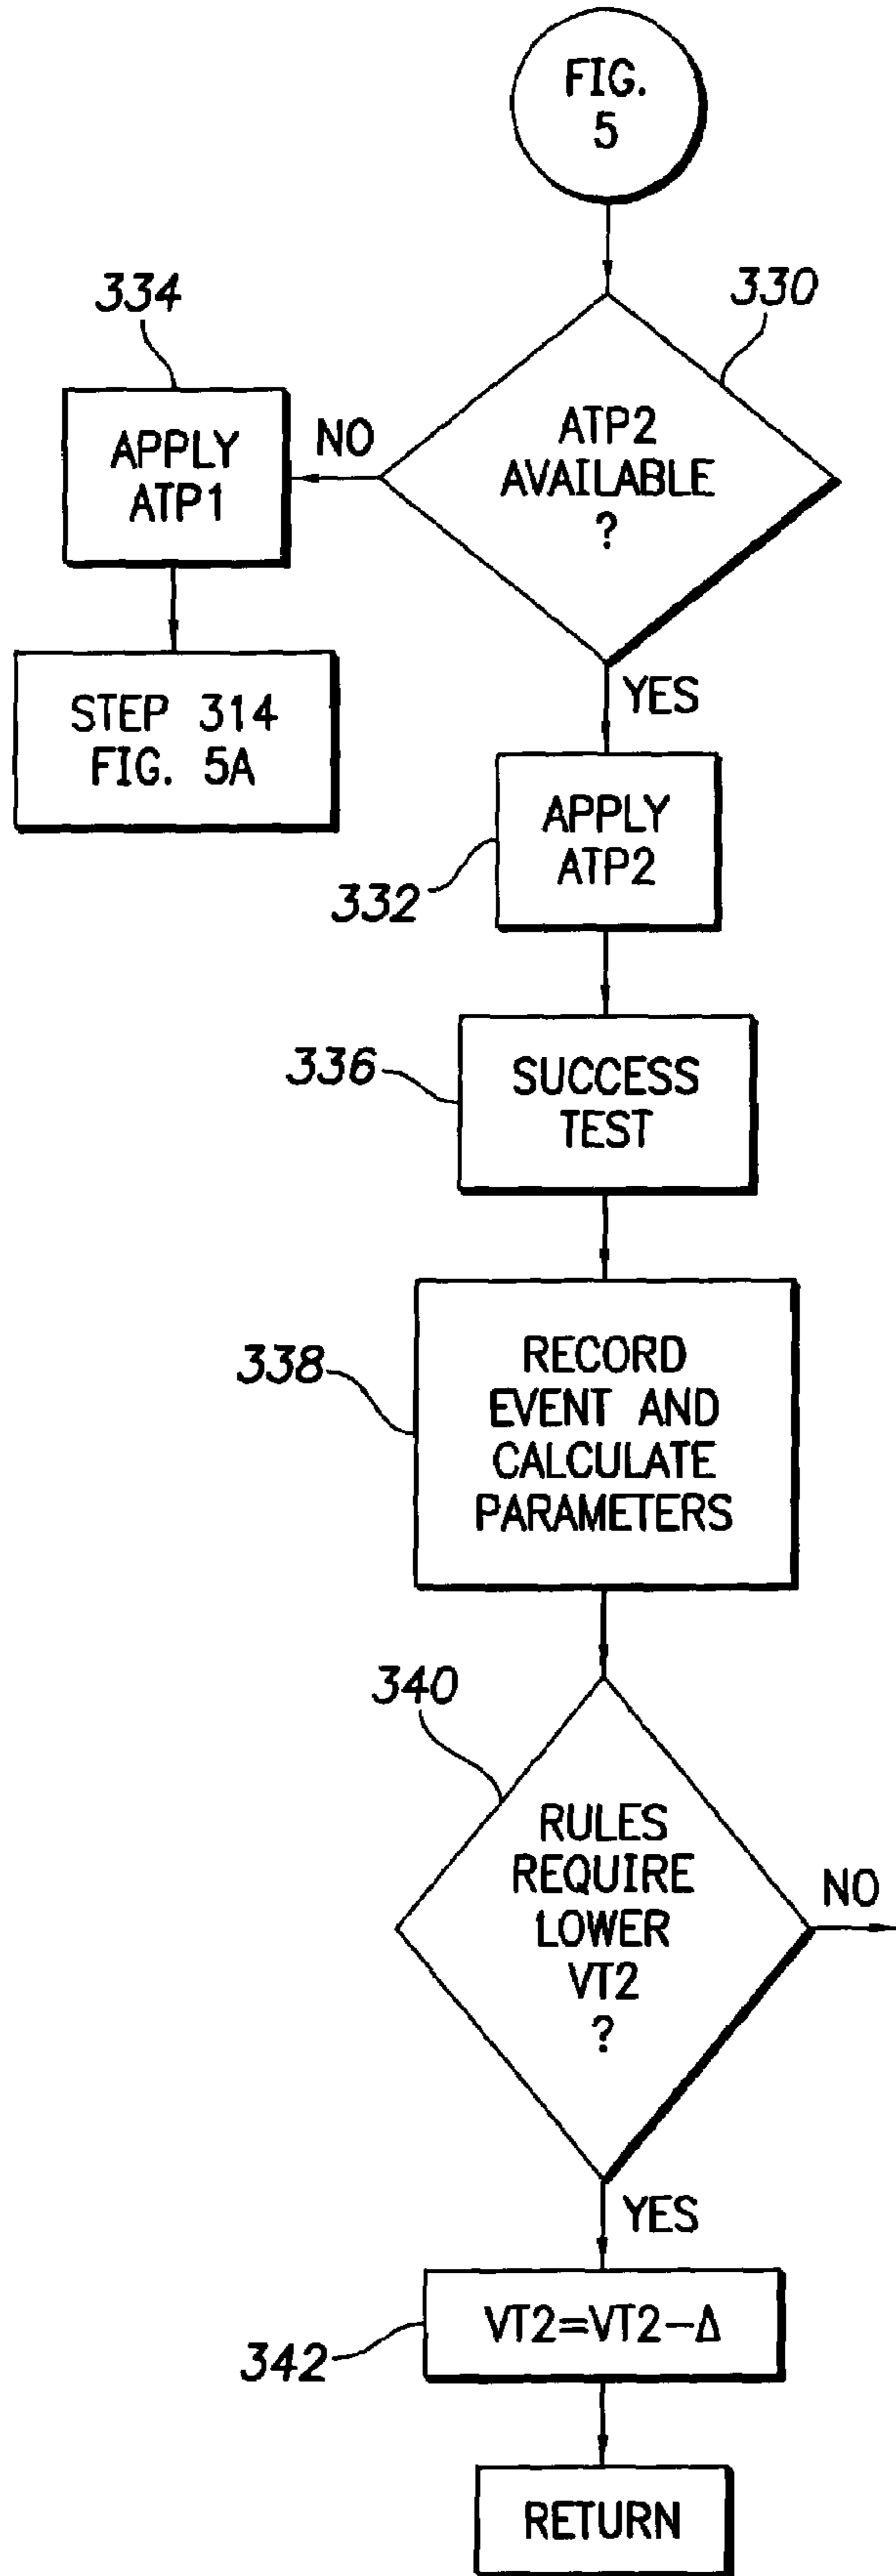 FIG.
5
330
ATP2
AVAILABLE
?
NO
334
APPLY
ATP1
STEP 314
FIG. 5A
YES
APPLY
ATP2
332
SUCCESS
TEST
336
RECORD
EVENT AND
CALCULATE
PARAMETERS
338
340
RULES
REQUIRE
LOWER
VT2
?
NO
YES
VT2=VT2-Δ
342
RETURN